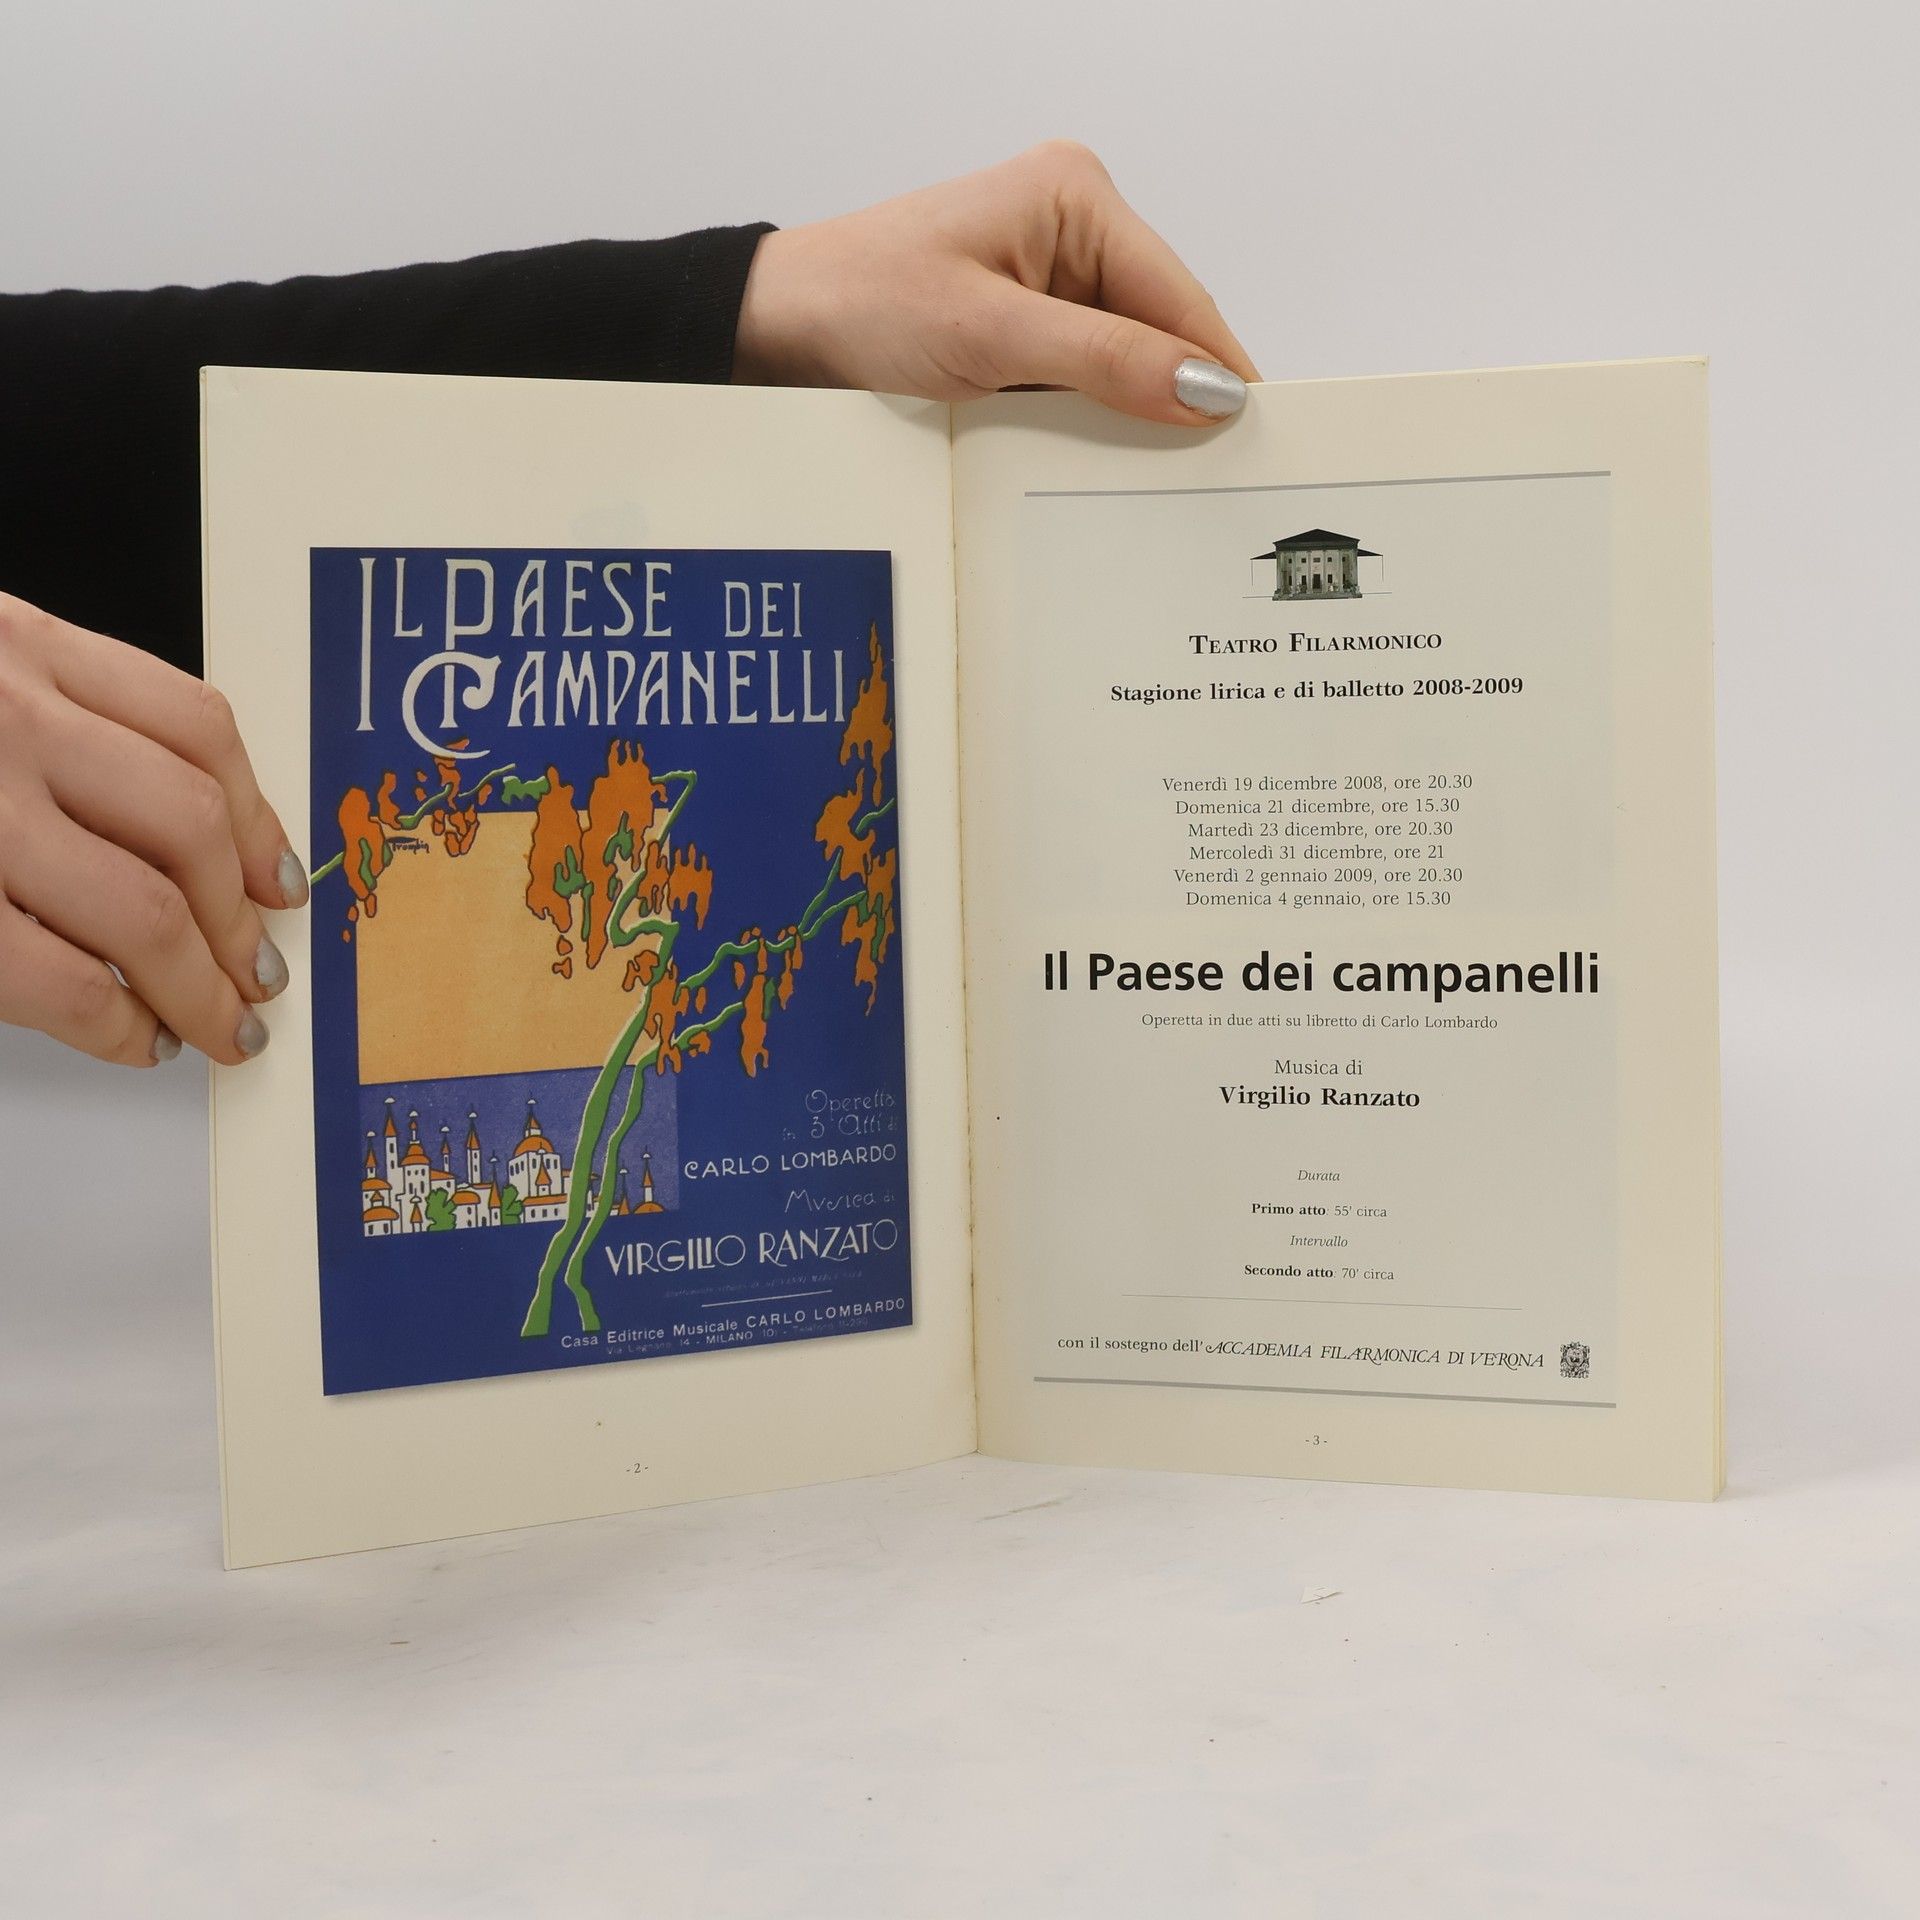 IL PAESE DEI
CAMPANELLI
Trombin
Operetta
in 3 Atti di
CARLO LOMBARDO
Musica di
VIRGILIO RANZATO
Casa Editrice Musicale CARLO LOMBARDO
Via Legnano 14 - MILANO
- 2 -
TEATRO FILARMONICO
Stagione lirica e di balletto 2008-2009
Venerdì 19 dicembre 2008, ore 20.30
Domenica 21 dicembre, ore 15.30
Martedì 23 dicembre, ore 20.30
Mercoledì 31 dicembre, ore 21
Venerdì 2 gennaio 2009, ore 20.30
Domenica 4 gennaio, ore 15.30
Il Paese dei campanelli
Operetta in due atti su libretto di Carlo Lombardo
Musica di
Virgilio Ranzato
Durata
Primo atto: 55' circa
Intervallo
Secondo atto: 70' circa
con il sostegno dell'ACCADEMIA FILARMONICA DI VERONA
- 3 -